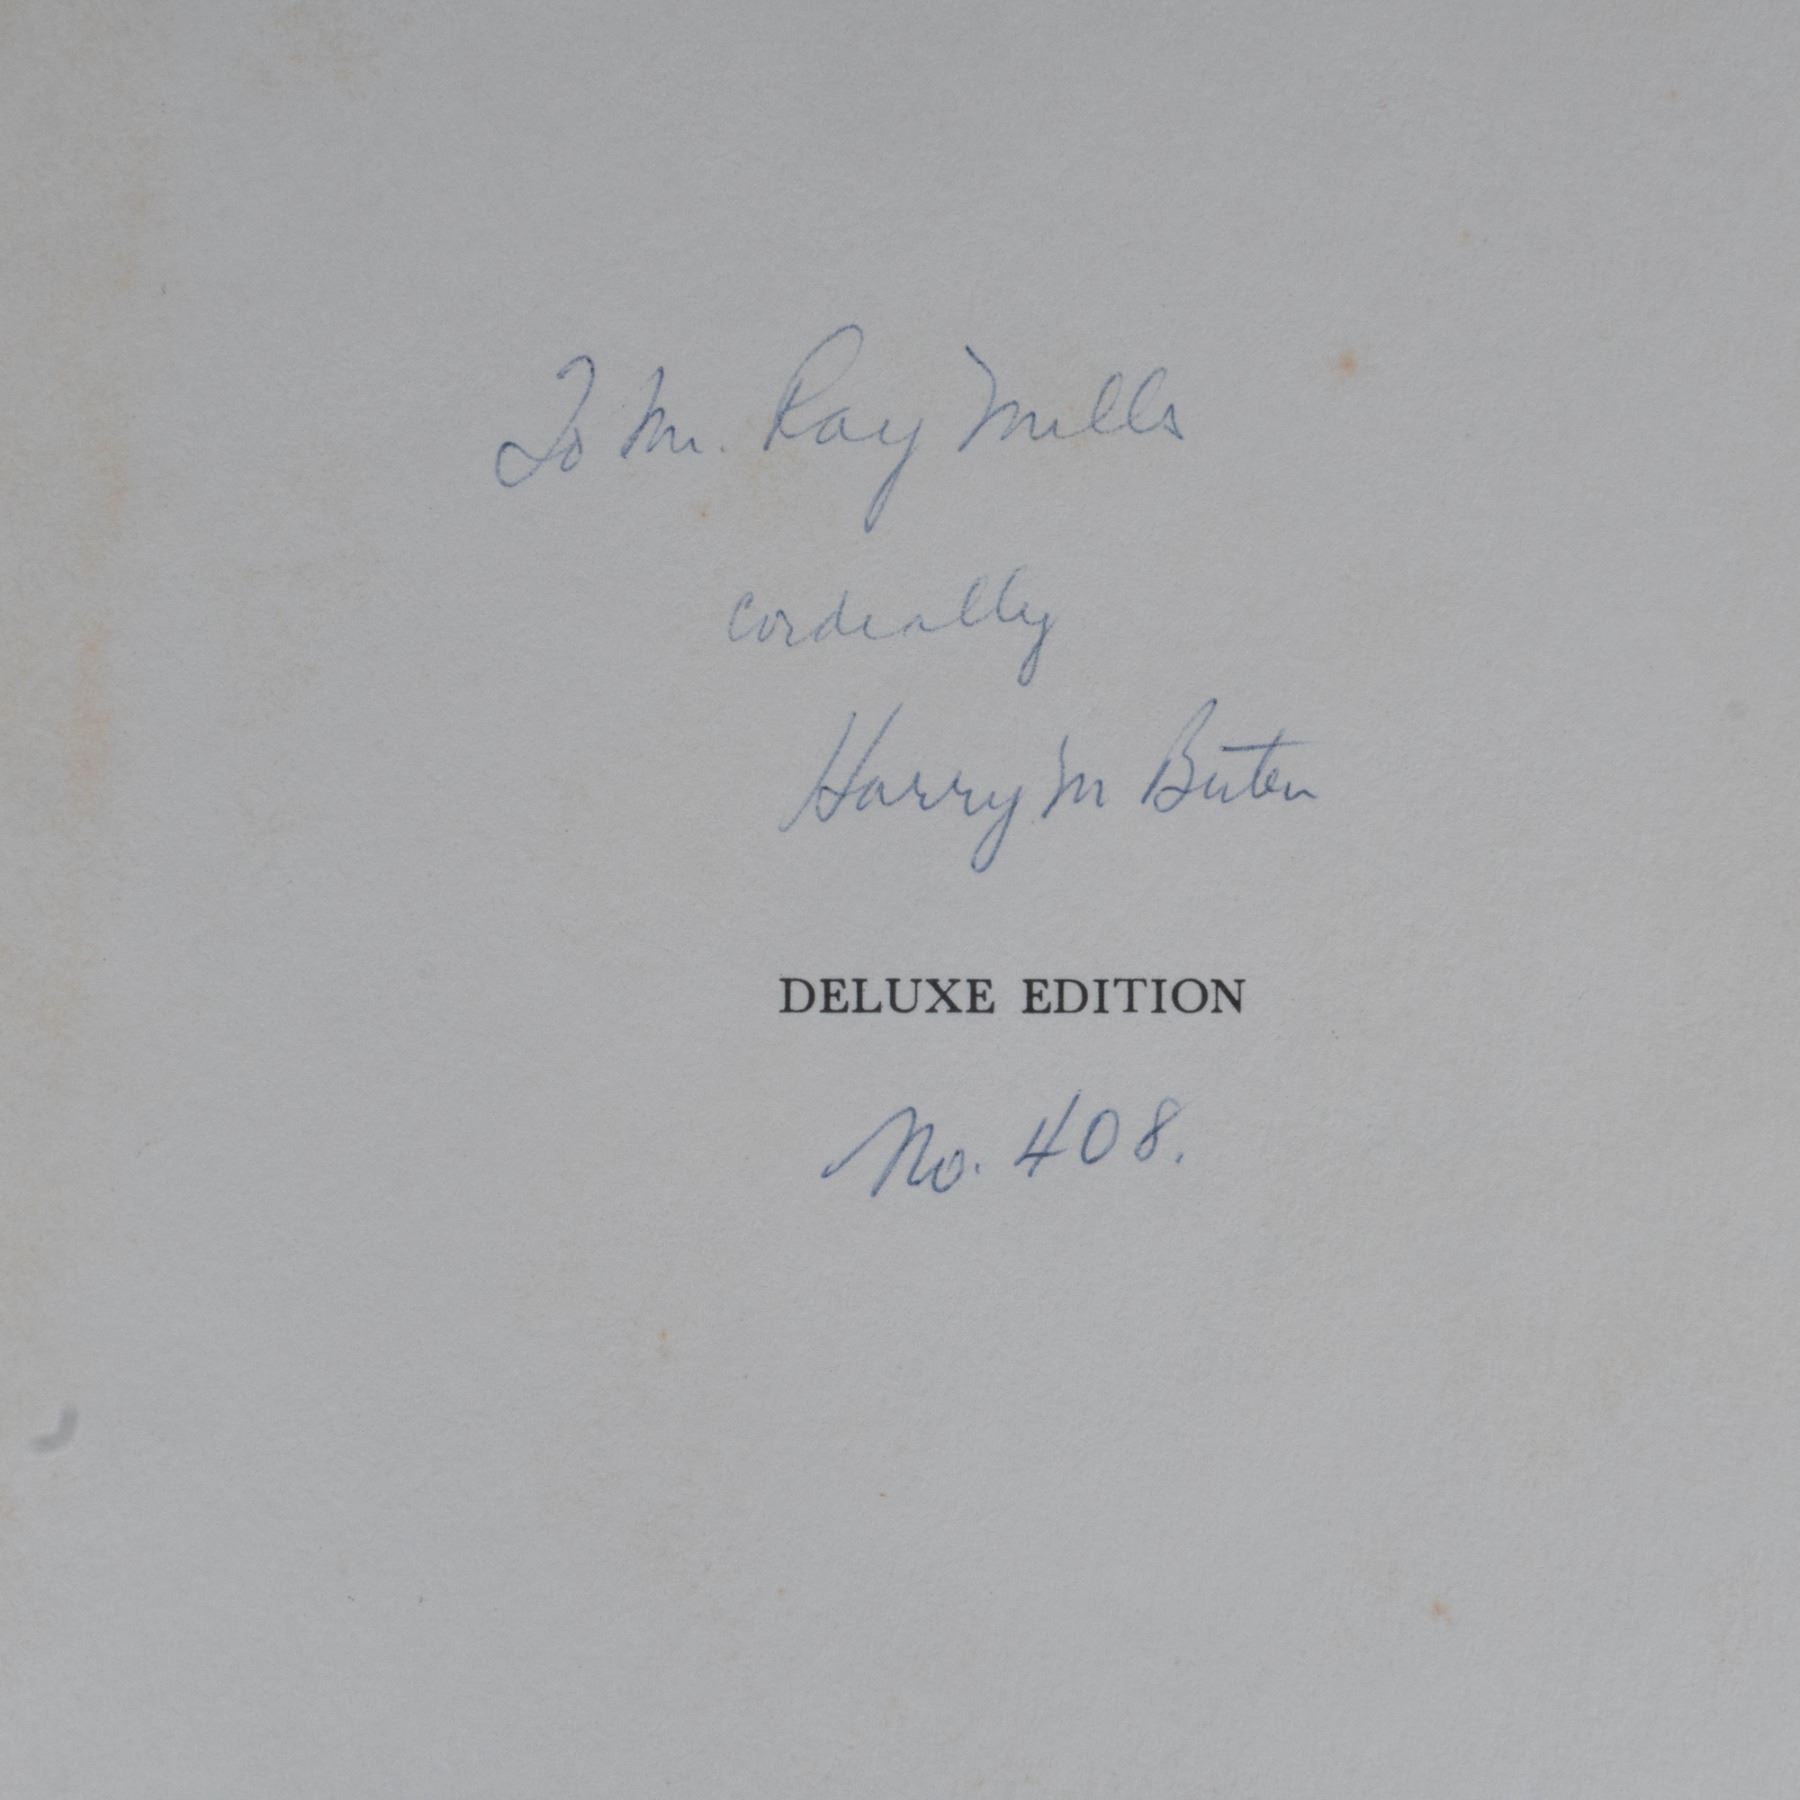 To Mr. Ray Mills
cordially
Harry M Buten
DELUXE EDITION
No. 408.